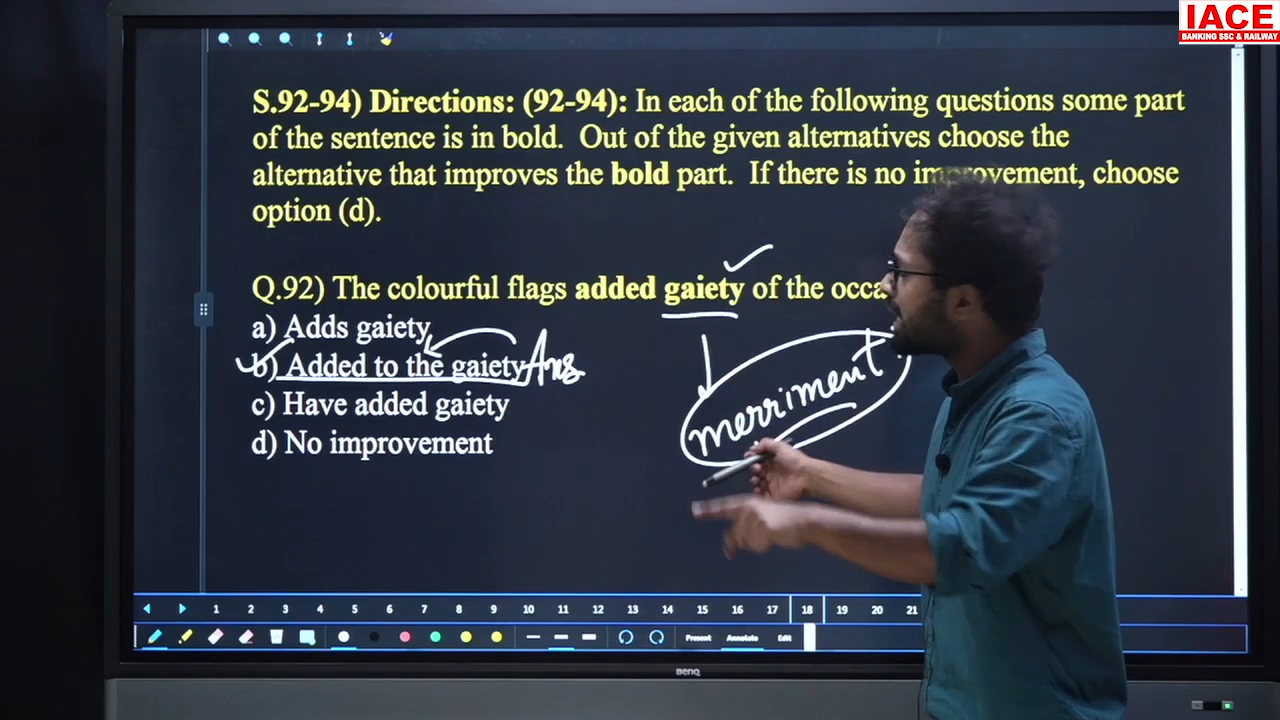 IACE
BANKING SSC & RAILWAY
S.92-94) Directions: (92-94): In each of the following questions some part
of the sentence is in bold. Out of the given alternatives choose the
alternative that improves the bold part. If there is no improvement, choose
option (d).
Q.92) The colourful flags added gaiety of the
a) Adds gaiety
b) Added to the gaiety Ans
c) Have added gaiety
d) No improvement
merriment
1 2 3 4 5 6 7 8 9 10 11 12 13 14 15 16 17 18 19 20 21
Present Annotate Edit
BENQ